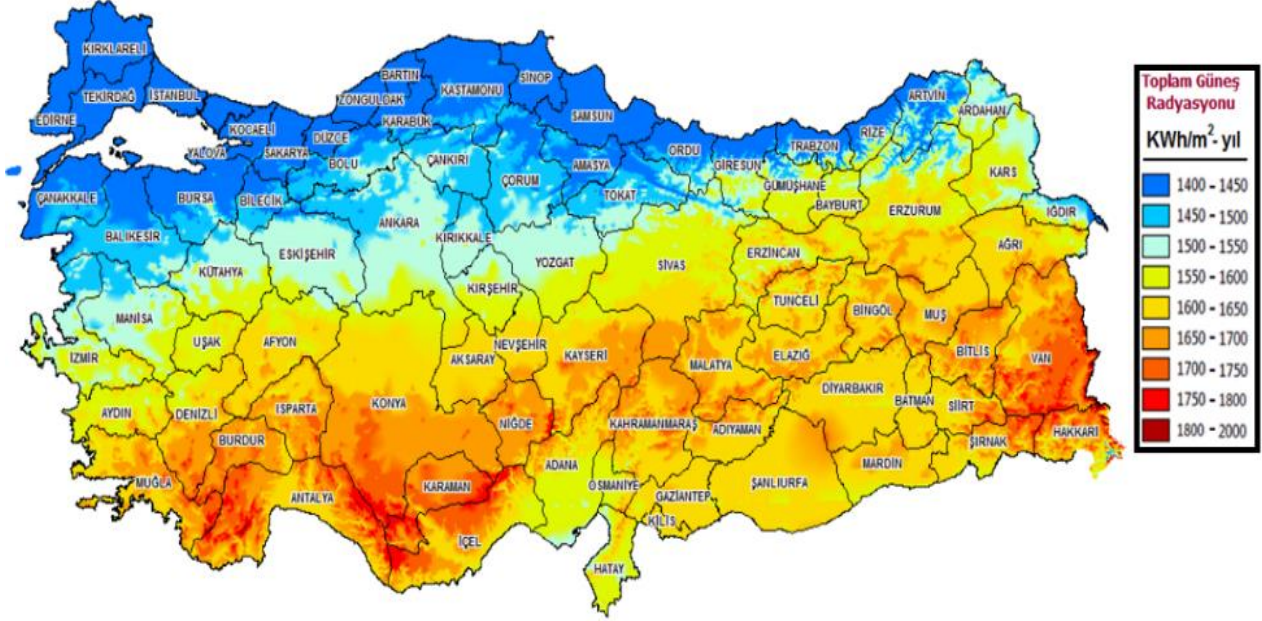 KIRKLARELİ
EDİRNE
TEKİRDAĞ
İSTANBUL
KOCAELİ
YALOVA
SAKARYA
DÜZCE
BOLU
ZONGULDAK
BARTIN
KARABÜK
KASTAMONU
SİNOP
SAMSUN
ÇANKIRI
ÇORUM
AMASYA
TOKAT
ORDU
GİRESUN
TRABZON
RİZE
ARTVİN
ARDAHAN
KARS
IĞDIR
GÜMÜŞHANE
BAYBURT
ERZURUM
AĞRI
ÇANAKKALE
BURSA
BİLECİK
BALIKESİR
KÜTAHYA
ESKİŞEHİR
ANKARA
KIRIKKALE
YOZGAT
SİVAS
ERZİNCAN
KIRŞEHİR
TUNCELİ
BİNGÖL
MUŞ
MANİSA
İZMİR
UŞAK
AFYON
AKSARAY
NEVŞEHİR
KAYSERİ
MALATYA
ELAZIĞ
BİTLİS
VAN
AYDIN
DENİZLİ
ISPARTA
BURDUR
KONYA
NİĞDE
KAHRAMANMARAŞ
ADIYAMAN
DİYARBAKIR
BATMAN
SİİRT
ŞIRNAK
HAKKARİ
MUĞLA
ANTALYA
KARAMAN
İÇEL
ADANA
OSMANİYE
GAZİANTEP
KİLİS
ŞANLIURFA
MARDİN
HATAY
Toplam Güneş
Radyasyonu
KWh/m²- yıl
1400 - 1450
1450 - 1500
1500 - 1550
1550 - 1600
1600 - 1650
1650 - 1700
1700 - 1750
1750 - 1800
1800 - 2000